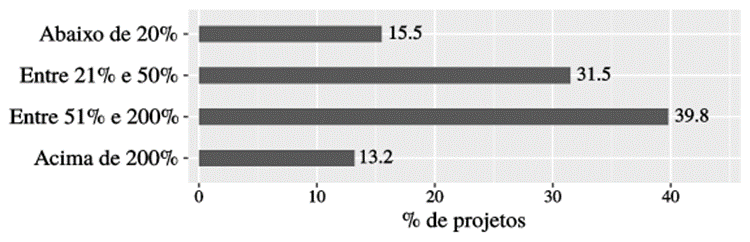 Abaixo de 20% 15.5
Entre 21% e 50% 31.5
Entre 51% e 200% 39.8
Acima de 200% 13.2
0 10 20 30 40
% de projetos